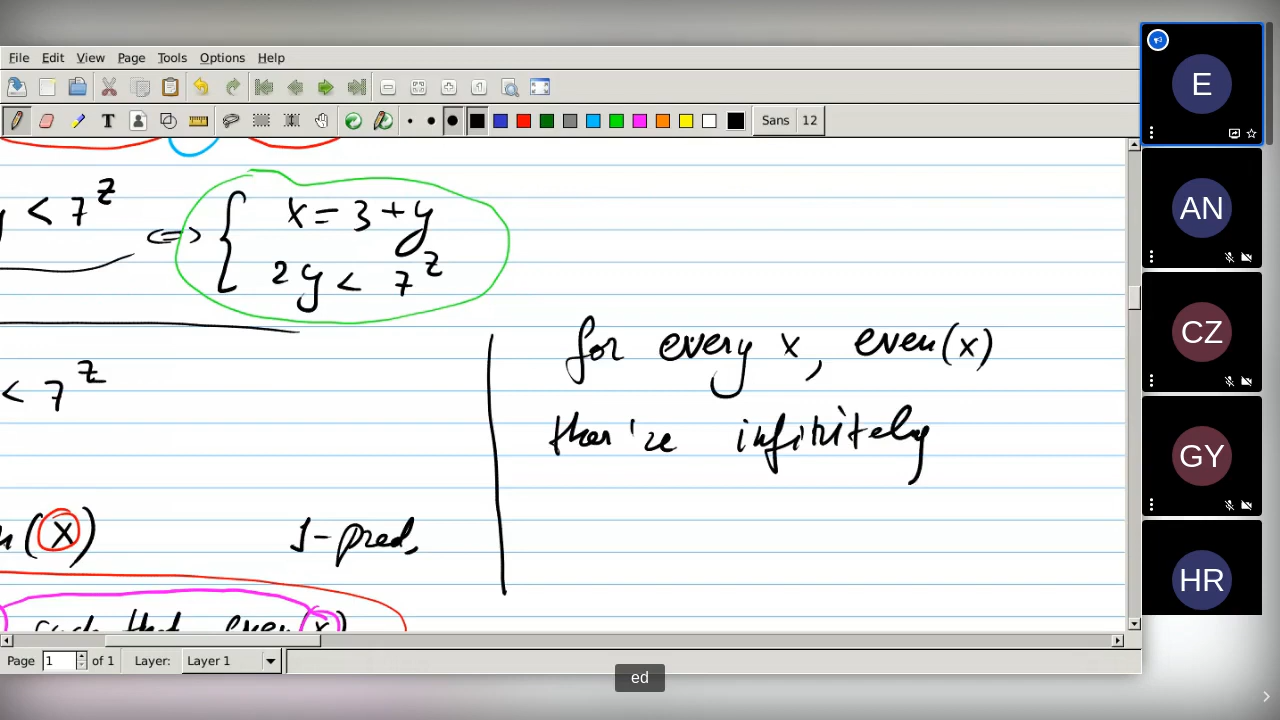 File Edit View Page Tools Options Help
Sans 12
y < 7^z ⇔ { x = 3 + y
2y < 7^z
< 7^z
for every x, even(x)
ther're infinitely
(x) 1-pred.
such that even(x)
Page 1 of 1 Layer: Layer 1
ed
E
AN
CZ
GY
HR